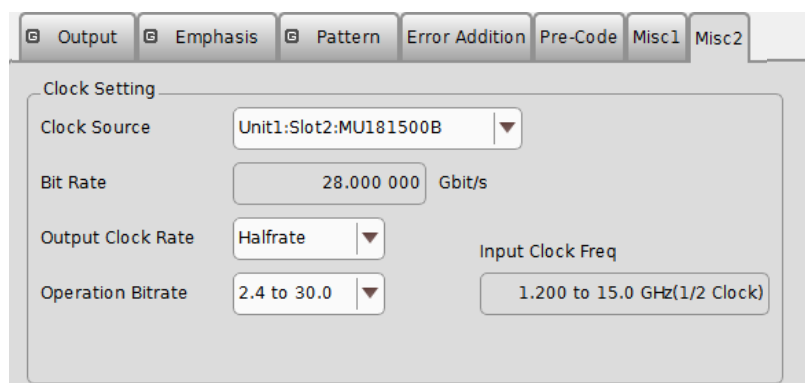 Output Emphasis Pattern Error Addition Pre-Code Misc1 Misc2
Clock Setting
Clock Source Unit1:Slot2:MU181500B
Bit Rate 28.000 000 Gbit/s
Output Clock Rate Halfrate
Input Clock Freq
Operation Bitrate 2.4 to 30.0 1.200 to 15.0 GHz(1/2 Clock)